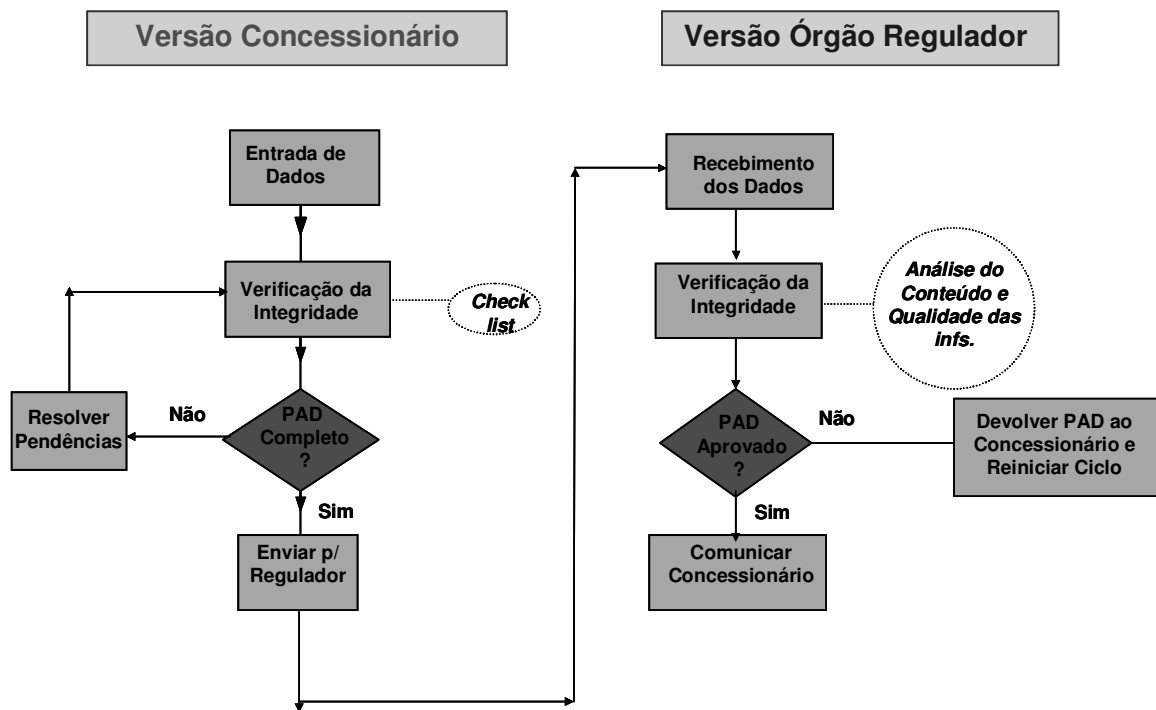 Versão Concessionário
Entrada de
Dados
Verificação da
Integridade
Check
list
PAD
Completo
?
Não
Resolver
Pendências
Sim
Enviar p/
Regulador
Versão Órgão Regulador
Recebimento
dos Dados
Verificação da
Integridade
Análise do
Conteúdo e
Qualidade das
infs.
PAD
Aprovado
?
Não
Devolver PAD ao
Concessionário e
Reiniciar Ciclo
Sim
Comunicar
Concessionário